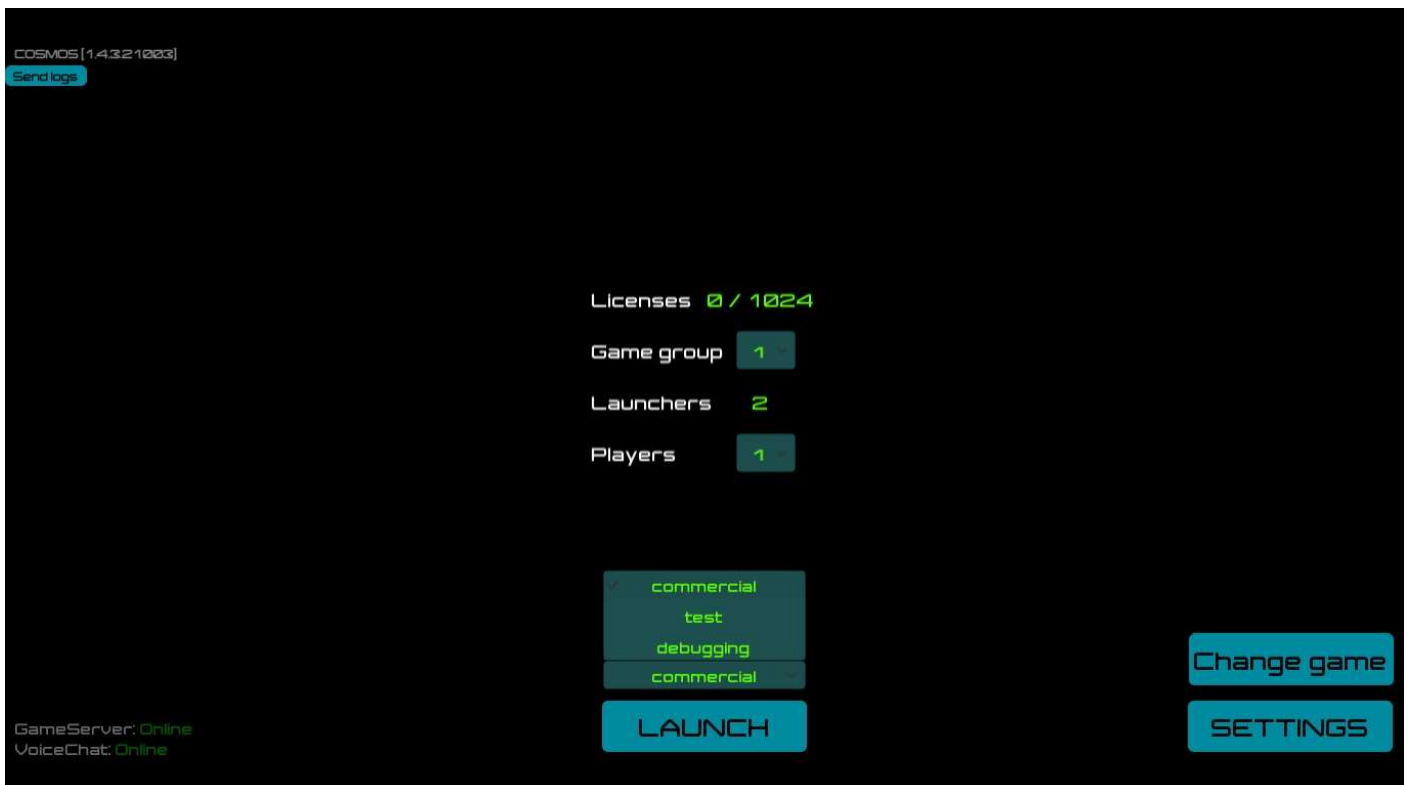 COSMOS [1.4.3.21003]
Send logs
Licenses 0 / 1024
Game group 1
Launchers 2
Players 1
commercial
test
debugging
commercial
LAUNCH
Change game
SETTINGS
GameServer: Online
VoiceChat: Online